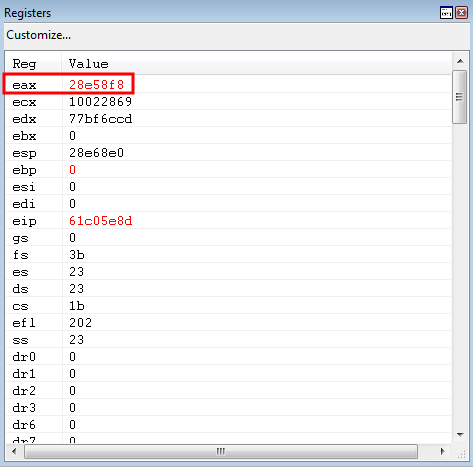 Registers
Customize...
Reg Value
eax 28e58f8
ecx 10022869
edx 77bf6ccd
ebx 0
esp 28e68e0
ebp 0
esi 0
edi 0
eip 61c05e8d
gs 0
fs 3b
es 23
ds 23
cs 1b
efl 202
ss 23
dr0 0
dr1 0
dr2 0
dr3 0
dr6 0
dr7 0